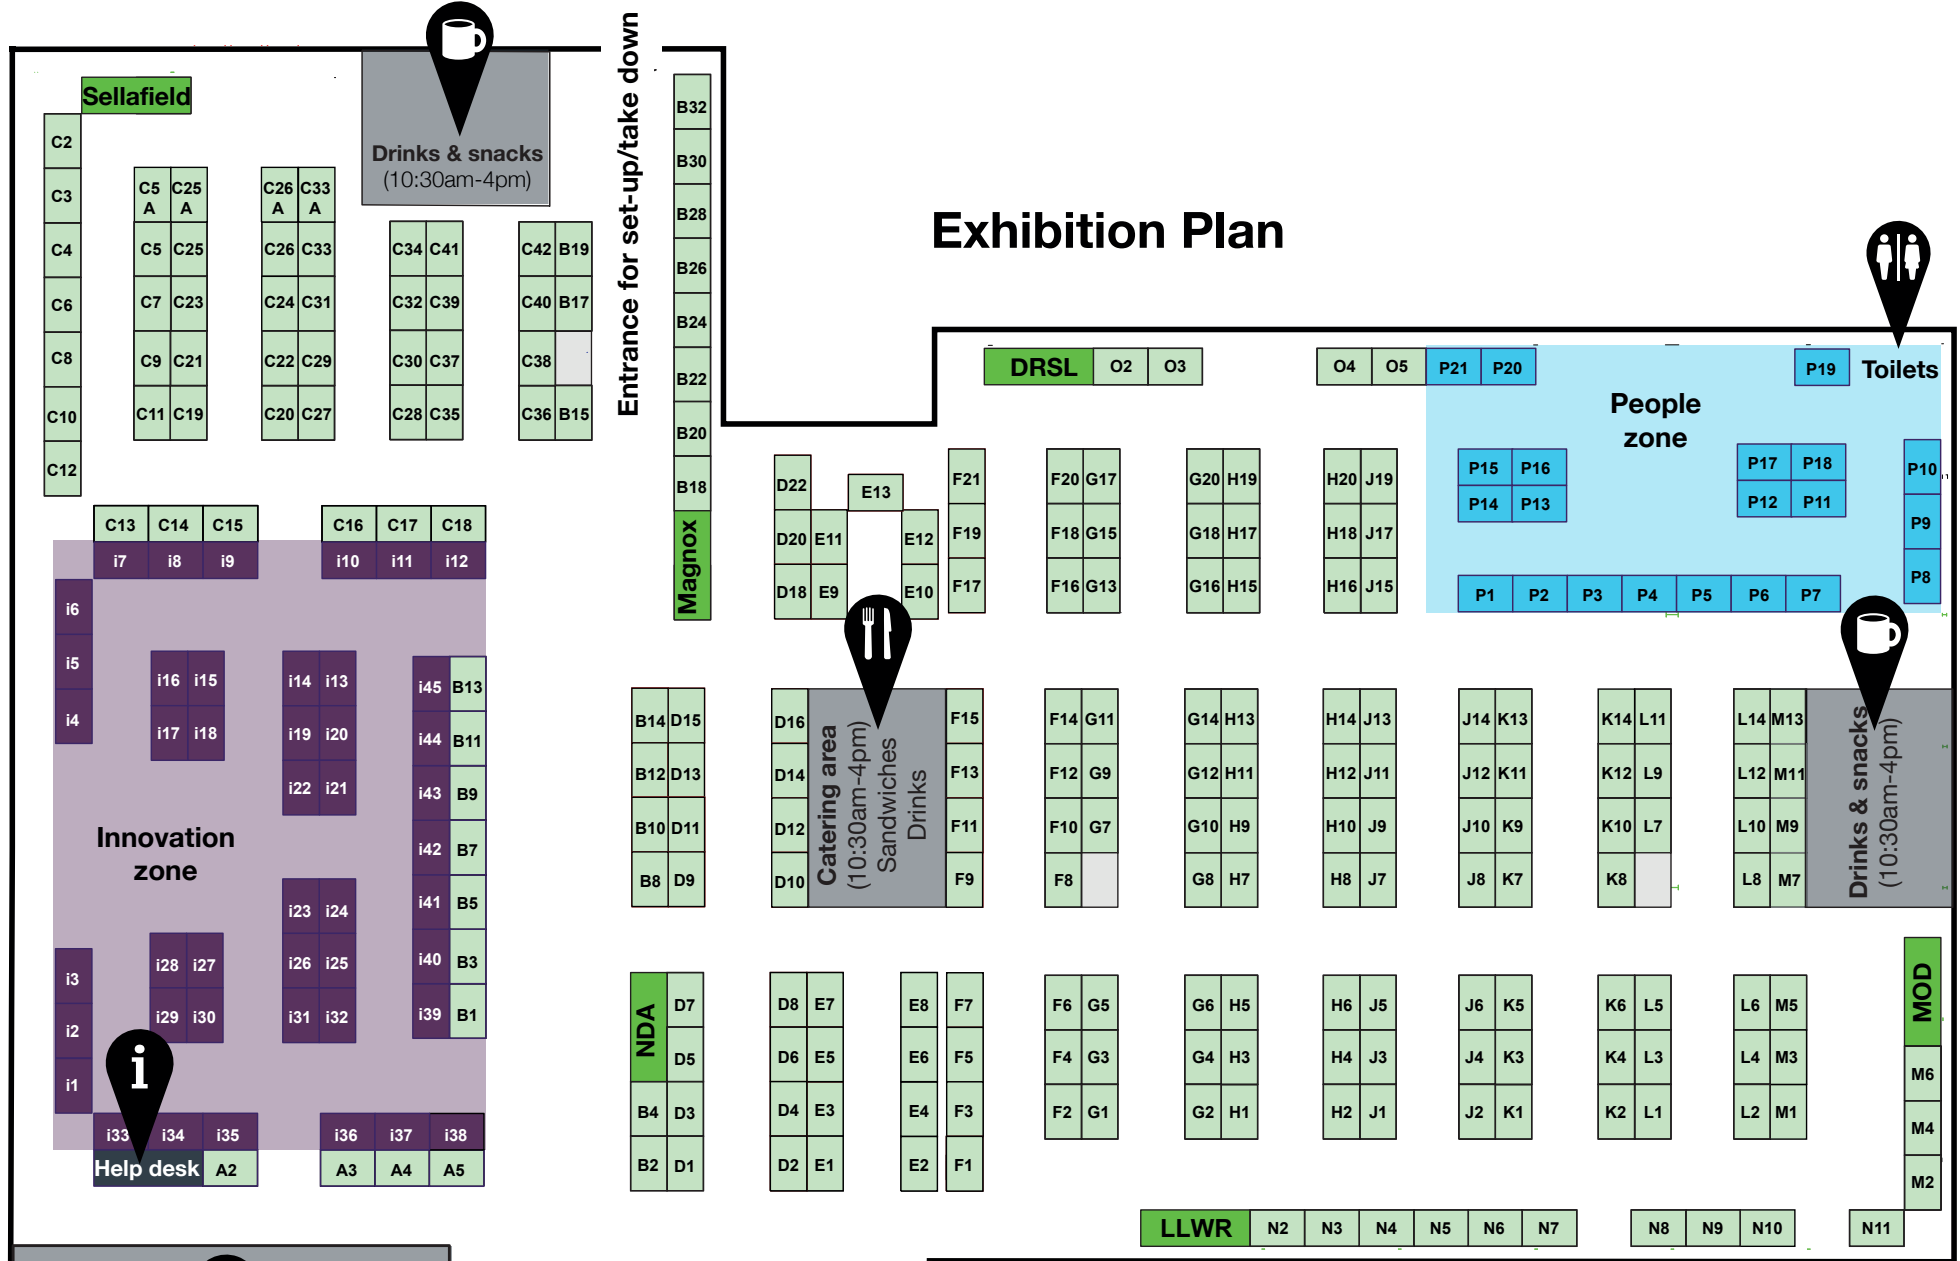 Exhibition Plan
Sellafield
Drinks & snacks
(10:30am-4pm)
Entrance for set-up/take down
C2
C3
C4
C6
C8
C10
C12
C5 A
C25 A
C5 C25
C7 C23
C9 C21
C11 C19
C26 A
C33 A
C26 C33
C24 C31
C22 C29
C20 C27
C34 C41
C32 C39
C30 C37
C28 C35
C42 B19
C40 B17
C38
C36 B15
B32
B30
B28
B26
B24
B22
B20
B18
Magnox
C13 C14 C15
C16 C17 C18
i7 i8 i9
i10 i11 i12
i6
i5
i4
i16 i15
i17 i18
i14 i13
i19 i20
i22 i21
i45 B13
i44 B11
i43 B9
i42 B7
i41 B5
i40 B3
i39 B1
Innovation
zone
i23 i24
i26 i25
i31 i32
i28 i27
i29 i30
i3
i2
i1
i
i33 i34 i35
i36 i37 i38
Help desk A2
A3 A4 A5
D22
D20 E11
D18 E9
E13
E12
E10
F21
F19
F17
DRSL O2 O3
O4 O5 P21 P20
P19 Toilets
People
zone
F20 G17
F18 G15
F16 G13
G20 H19
G18 H17
G16 H15
H20 J19
H18 J17
H16 J15
P15 P16
P14 P13
P17 P18
P12 P11
P10
P9
P8
P1 P2 P3 P4 P5 P6 P7
B14 D15
B12 D13
B10 D11
B8 D9
D16
D14
D12
D10
Catering area
(10:30am-4pm)
Sandwiches
Drinks
F15
F13
F11
F9
F14 G11
F12 G9
F10 G7
F8
G14 H13
G12 H11
G10 H9
G8 H7
H14 J13
H12 J11
H10 J9
H8 J7
J14 K13
J12 K11
J10 K9
J8 K7
K14 L11
K12 L9
K10 L7
K8
L14 M13
L12 M11
L10 M9
L8 M7
Drinks & snacks
(10:30am-4pm)
NDA
D7
D5
B4 D3
B2 D1
D8 E7
D6 E5
D4 E3
D2 E1
E8 F7
E6 F5
E4 F3
E2 F1
F6 G5
F4 G3
F2 G1
G6 H5
G4 H3
G2 H1
H6 J5
H4 J3
H2 J1
J6 K5
J4 K3
J2 K1
K6 L5
K4 L3
K2 L1
L6 M5
L4 M3
L2 M1
MOD
M6
M4
M2
LLWR N2 N3 N4 N5 N6 N7
N8 N9 N10
N11